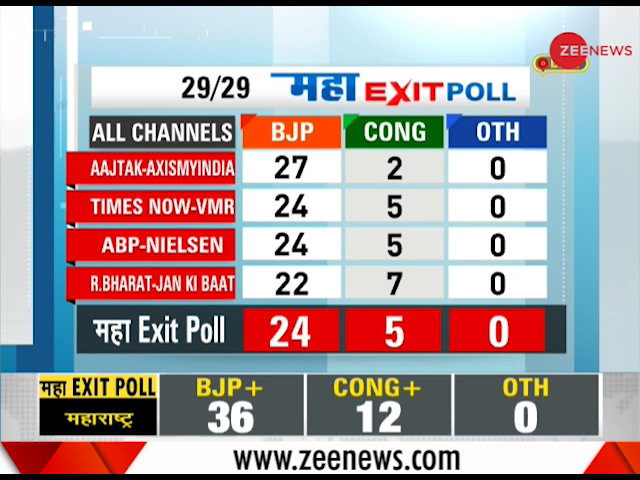 ZEENEWS
29/29 महा EXIT POLL
ALL CHANNELS BJP CONG OTH
AAJTAK-AXISMYINDIA 27 2 0
TIMES NOW-VMR 24 5 0
ABP-NIELSEN 24 5 0
R.BHARAT-JAN KI BAAT 22 7 0
महा Exit Poll 24 5 0
महा EXIT POLL BJP+ CONG+ OTH
महाराष्ट्र 36 12 0
www.zeenews.com